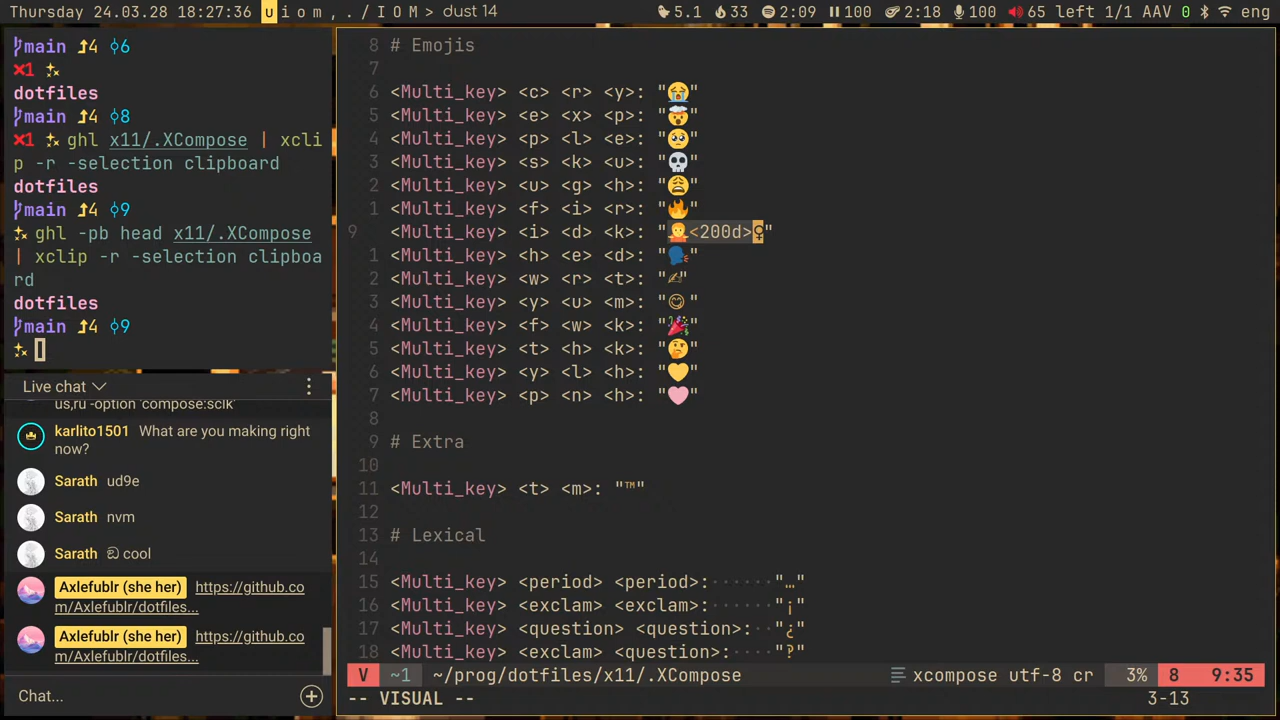 Thursday 24.03.28 18:27:36 u i o m , . / I O M > dust 14
5.1 33 2:09 100 2:18 100 65 left 1/1 AAV 0 eng
main 4 6
1
dotfiles
main 4 8
1 ghl x11/.XCompose | xcli
p -r -selection clipboard
dotfiles
main 4 9
ghl -pb head x11/.XCompose
| xclip -r -selection clipboa
rd
dotfiles
main 4 9
Live chat
us,ru -option 'compose:sclk'
karlito1501 What are you making right
now?
Sarath ud9e
Sarath nvm
Sarath ඞ cool
Axlefublr (she her) https://github.co
m/Axlefublr/dotfiles...
Axlefublr (she her) https://github.co
m/Axlefublr/dotfiles...
Chat...
8 # Emojis
7
6 <Multi_key> <c> <r> <y>: "😭"
5 <Multi_key> <e> <x> <p>: "🤯"
4 <Multi_key> <p> <l> <e>: "🥺"
3 <Multi_key> <s> <k> <u>: "💀"
2 <Multi_key> <u> <g> <h>: "😩"
1 <Multi_key> <f> <i> <r>: "🔥"
9 <Multi_key> <i> <d> <k>: "🤷<200d>♀"
1 <Multi_key> <h> <e> <d>: "🗣"
2 <Multi_key> <w> <r> <t>: "✍"
3 <Multi_key> <y> <u> <m>: "😋"
4 <Multi_key> <f> <w> <k>: "🎉"
5 <Multi_key> <t> <h> <k>: "🤔"
6 <Multi_key> <y> <l> <h>: "💛"
7 <Multi_key> <p> <n> <h>: "🩷"
8
9 # Extra
10
11 <Multi_key> <t> <m>: "™"
12
13 # Lexical
14
15 <Multi_key> <period> <period>:······"…"
16 <Multi_key> <exclam> <exclam>:······"¡"
17 <Multi_key> <question> <question>:··"¿"
18 <Multi_key> <exclam> <question>:····"‽"
V ~1 ~/prog/dotfiles/x11/.XCompose xcompose utf-8 cr 3% 8 9:35
-- VISUAL -- 3-13